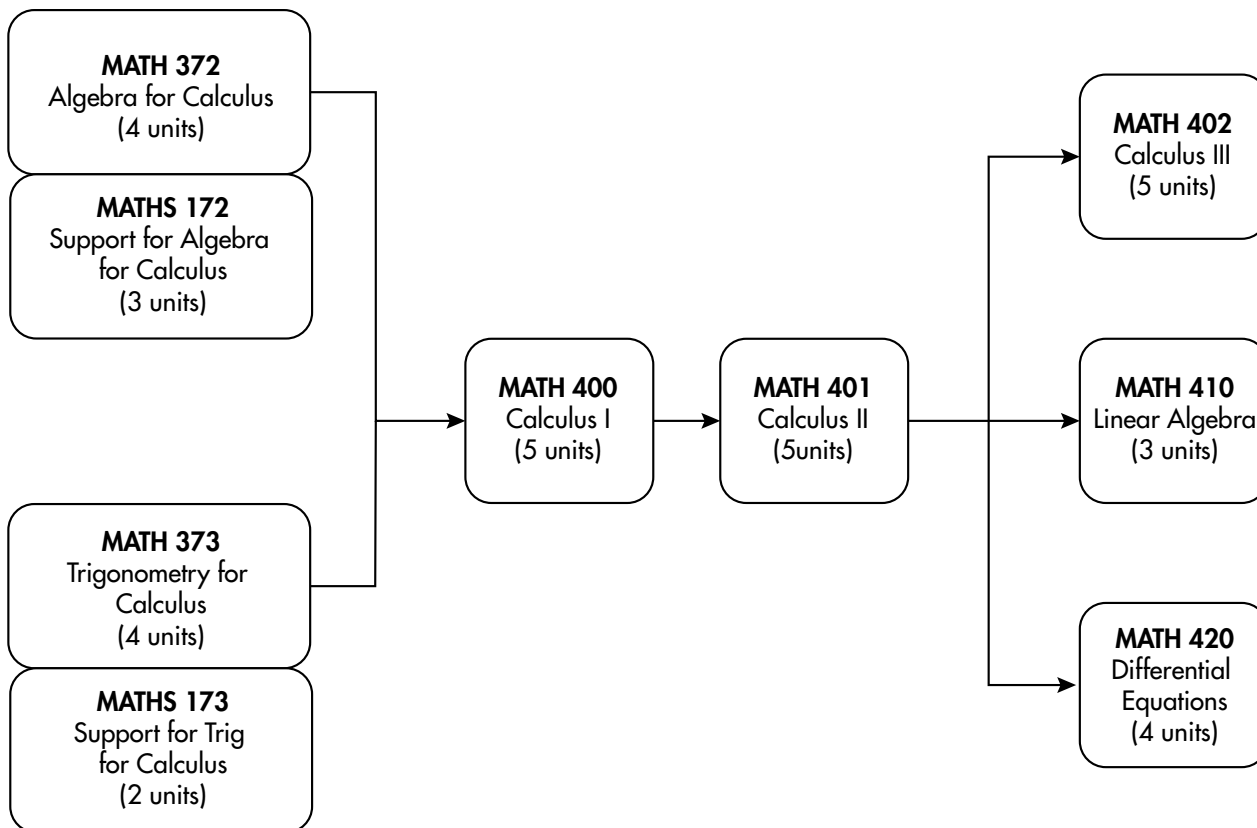 MATH 372
Algebra for Calculus
(4 units)
MATHS 172
Support for Algebra
for Calculus
(3 units)
MATH 373
Trigonometry for
Calculus
(4 units)
MATHS 173
Support for Trig
for Calculus
(2 units)
MATH 400
Calculus I
(5 units)
MATH 401
Calculus II
(5units)
MATH 402
Calculus III
(5 units)
MATH 410
Linear Algebra
(3 units)
MATH 420
Differential
Equations
(4 units)